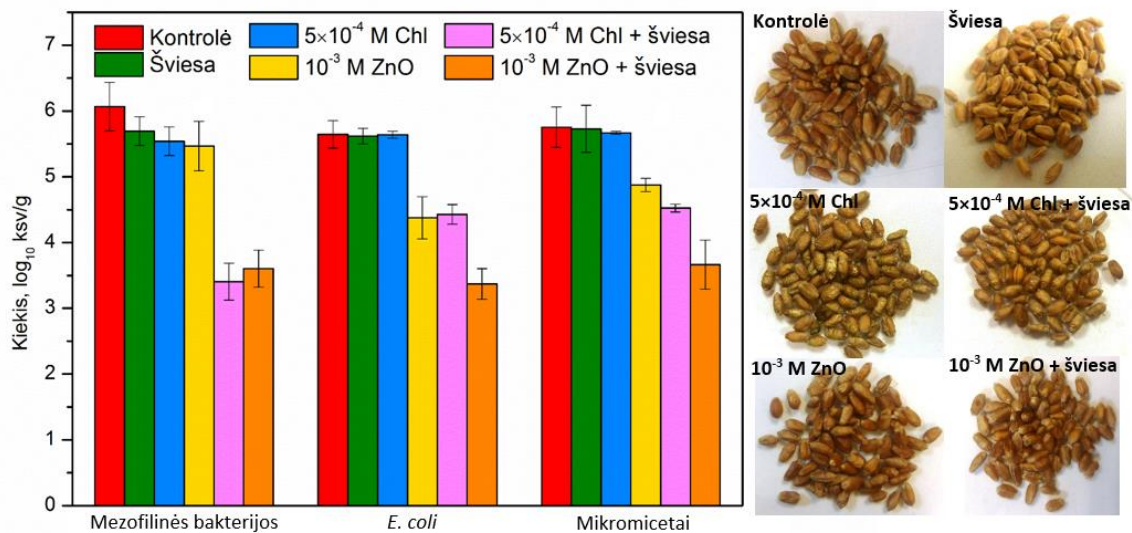 Kiekis, log₁₀ ksv/g
7
6
5
4
3
2
1
0
Kontrolė
Šviesa
5×10⁻⁴ M Chl
10⁻³ M ZnO
5×10⁻⁴ M Chl + šviesa
10⁻³ M ZnO + šviesa
Mezofilinės bakterijos
E. coli
Mikromicetai
Kontrolė
Šviesa
5×10⁻⁴ M Chl
5×10⁻⁴ M Chl + šviesa
10⁻³ M ZnO
10⁻³ M ZnO + šviesa